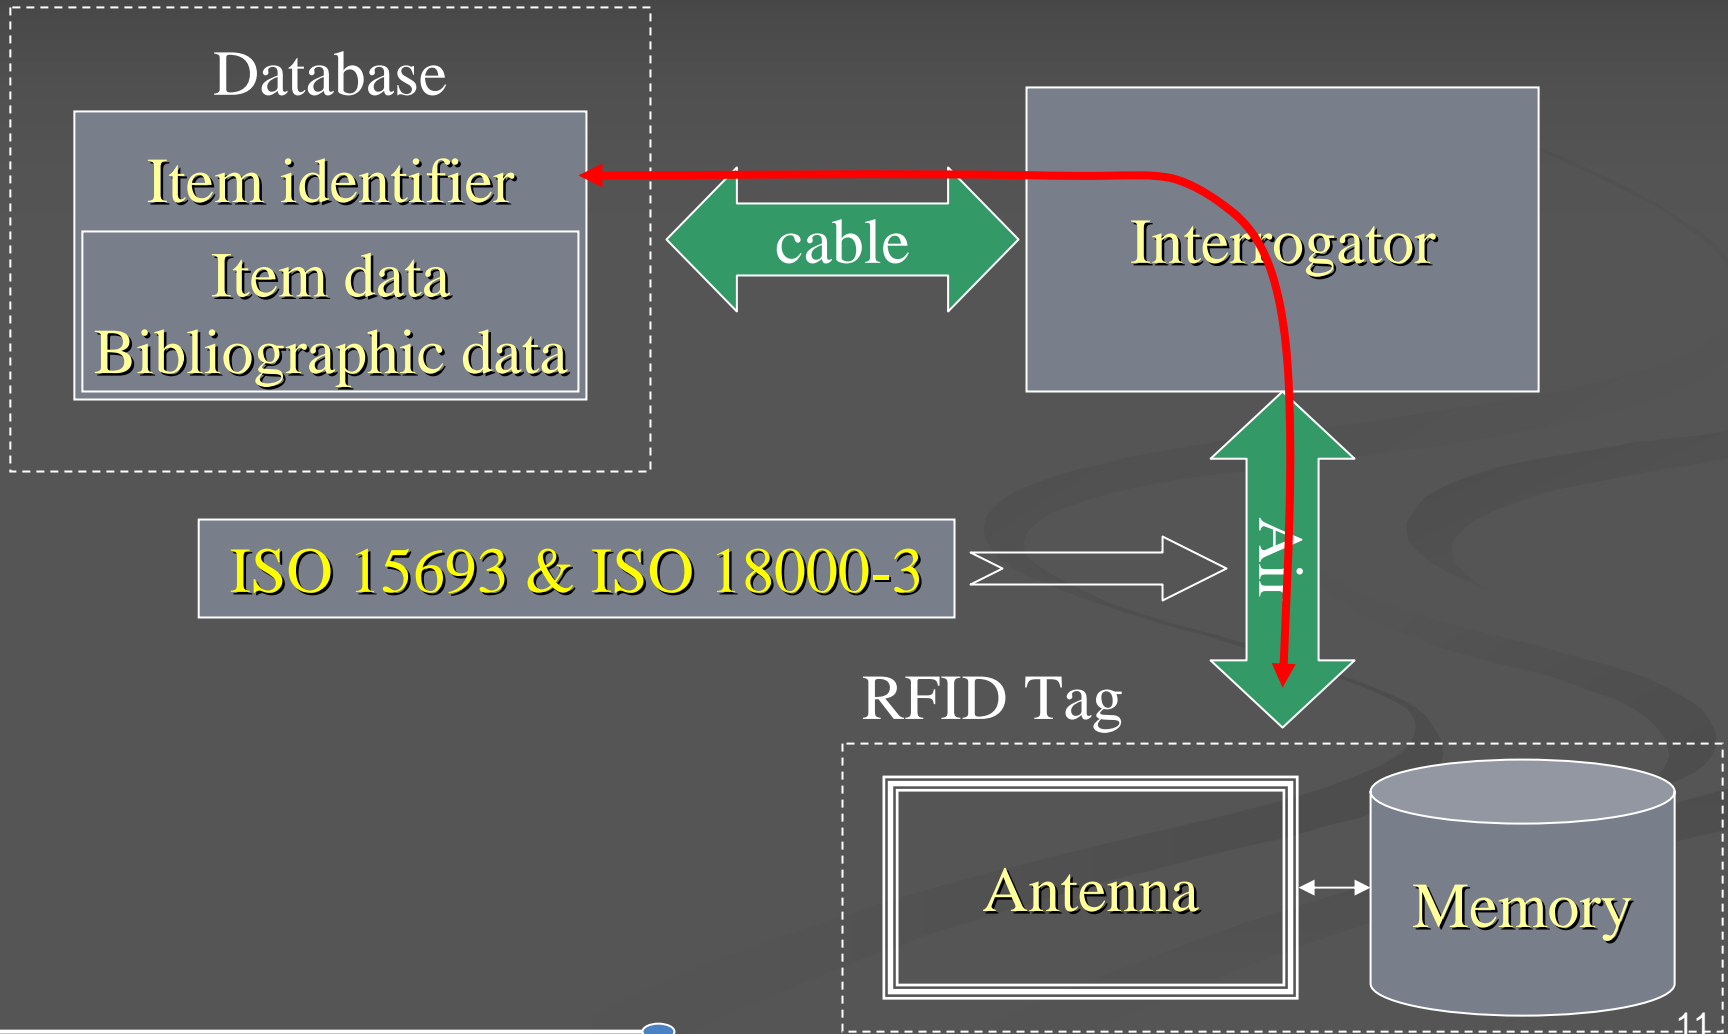 Database
Item identifier
Item data
Bibliographic data
cable
Interrogator
Air
ISO 15693 & ISO 18000-3
RFID Tag
Antenna
Memory
11